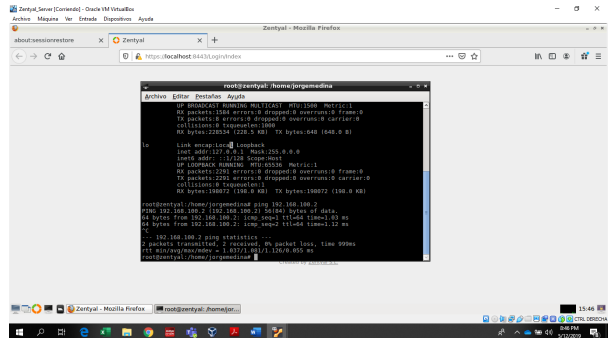 Zentyal_Server [Corriendo] - Oracle VM VirtualBox
Archivo Máquina Ver Entrada Dispositivos Ayuda
Zentyal - Mozilla Firefox
about:sessionrestore
Zentyal
https://localhost:8443/Login/Index
root@zentyal: /home/jorgemedina
Archivo Editar Pestañas Ayuda
UP BROADCAST RUNNING MULTICAST MTU:1500 Metric:1
RX packets:1584 errors:0 dropped:0 overruns:0 frame:0
TX packets:8 errors:0 dropped:0 overruns:0 carrier:0
collisions:0 txqueuelen:1000
RX bytes:228534 (228.5 KB) TX bytes:648 (648.0 B)
lo Link encap:Local Loopback
inet addr:127.0.0.1 Mask:255.0.0.0
inet6 addr: ::1/128 Scope:Host
UP LOOPBACK RUNNING MTU:65536 Metric:1
RX packets:2291 errors:0 dropped:0 overruns:0 frame:0
TX packets:2291 errors:0 dropped:0 overruns:0 carrier:0
collisions:0 txqueuelen:1
RX bytes:198072 (198.0 KB) TX bytes:198072 (198.0 KB)
root@zentyal:/home/jorgemedina# ping 192.168.100.2
PING 192.168.100.2 (192.168.100.2) 56(84) bytes of data.
64 bytes from 192.168.100.2: icmp_seq=1 ttl=64 time=1.03 ms
64 bytes from 192.168.100.2: icmp_seq=2 ttl=64 time=1.12 ms
^C
--- 192.168.100.2 ping statistics ---
2 packets transmitted, 2 received, 0% packet loss, time 999ms
rtt min/avg/max/mdev = 1.037/1.081/1.126/0.055 ms
root@zentyal:/home/jorgemedina#
Created by Zentyal S.L.
Zentyal - Mozilla Firefox
root@zentyal: /home/jor...
15:46
CTRL DERECHA
8:46 PM
5/12/2019